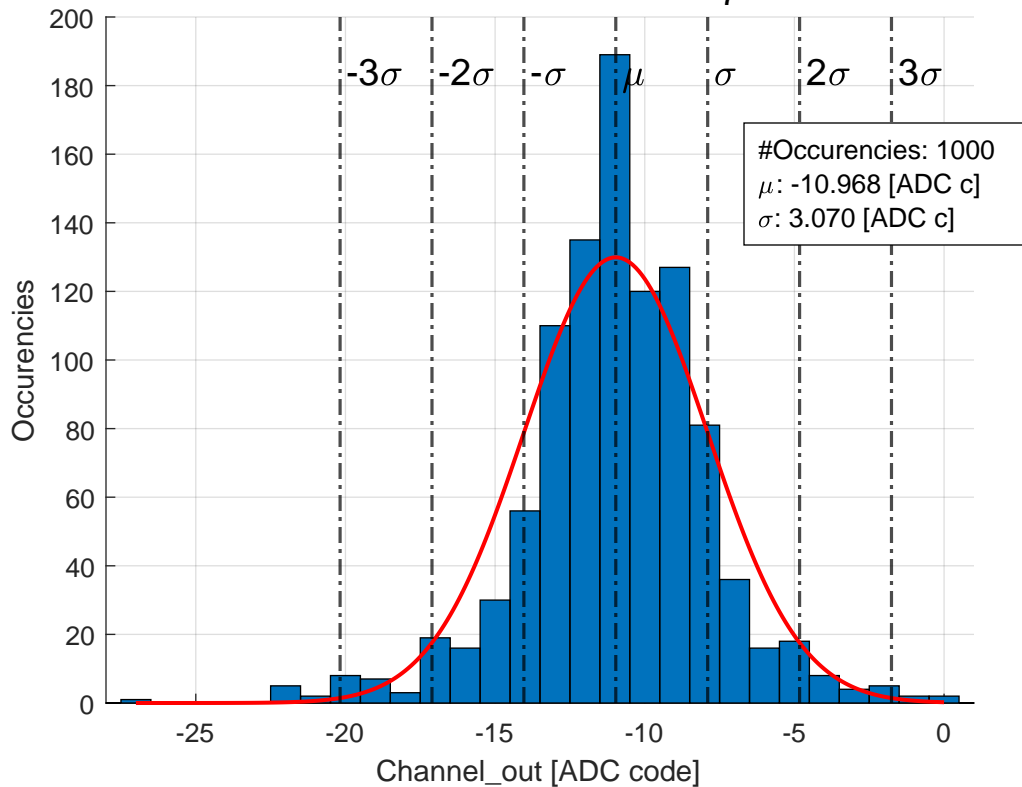 200
180
160
140
120
100
80
60
40
20
0
Occurencies
-3σ -2σ -σ μ σ 2σ 3σ
#Occurencies: 1000
μ: -10.968 [ADC c]
σ: 3.070 [ADC c]
-25 -20 -15 -10 -5 0
Channel_out [ADC code]